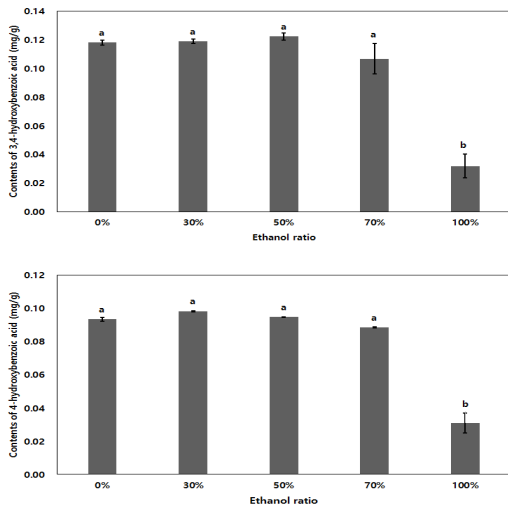 Contents of 3,4-hydroxybenzoic acid (mg/g)
0.14
0.12
0.10
0.08
0.06
0.04
0.02
0.00
a
a
a
a
b
0%
30%
50%
70%
100%
Ethanol ratio
Contents of 4-hydroxybenzoic acid (mg/g)
0.12
0.10
0.08
0.06
0.04
0.02
0.00
a
a
a
a
b
0%
30%
50%
70%
100%
Ethanol ratio